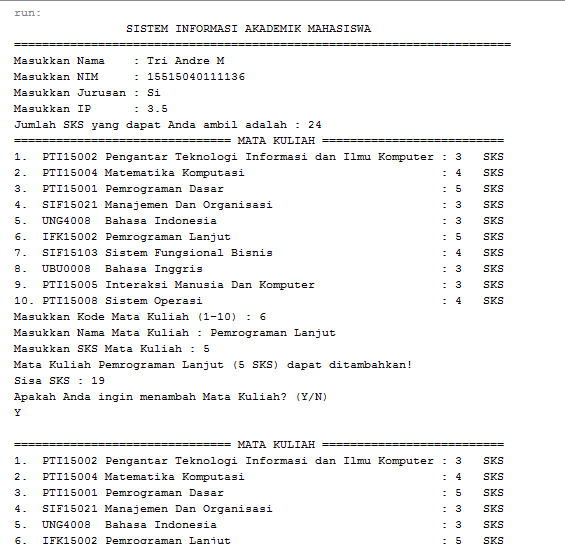 run:
SISTEM INFORMASI AKADEMIK MAHASISWA
=======================================================================
Masukkan Nama    : Tri Andre M
Masukkan NIM     : 15515040111136
Masukkan Jurusan : Si
Masukkan IP      : 3.5
Jumlah SKS yang dapat Anda ambil adalah : 24
=============================== MATA KULIAH ==========================
1.  PTI15002 Pengantar Teknologi Informasi dan Ilmu Komputer : 3   SKS
2.  PTI15004 Matematika Komputasi                            : 4   SKS
3.  PTI15001 Pemrograman Dasar                               : 5   SKS
4.  SIF15021 Manajemen Dan Organisasi                        : 3   SKS
5.  UNG4008  Bahasa Indonesia                                : 3   SKS
6.  IFK15002 Pemrograman Lanjut                              : 5   SKS
7.  SIF15103 Sistem Fungsional Bisnis                        : 4   SKS
8.  UBU0008  Bahasa Inggris                                  : 3   SKS
9.  PTI15005 Interaksi Manusia Dan Komputer                  : 3   SKS
10. PTI15008 Sistem Operasi                                  : 4   SKS
Masukkan Kode Mata Kuliah (1-10) : 6
Masukkan Nama Mata Kuliah : Pemrograman Lanjut
Masukkan SKS Mata Kuliah : 5
Mata Kuliah Pemrograman Lanjut (5 SKS) dapat ditambahkan!
Sisa SKS : 19
Apakah Anda ingin menambah Mata Kuliah? (Y/N)
Y
=============================== MATA KULIAH ==========================
1.  PTI15002 Pengantar Teknologi Informasi dan Ilmu Komputer : 3   SKS
2.  PTI15004 Matematika Komputasi                            : 4   SKS
3.  PTI15001 Pemrograman Dasar                               : 5   SKS
4.  SIF15021 Manajemen Dan Organisasi                        : 3   SKS
5.  UNG4008  Bahasa Indonesia                                : 3   SKS
6.  IFK15002 Pemrograman Lanjut                              : 5   SKS